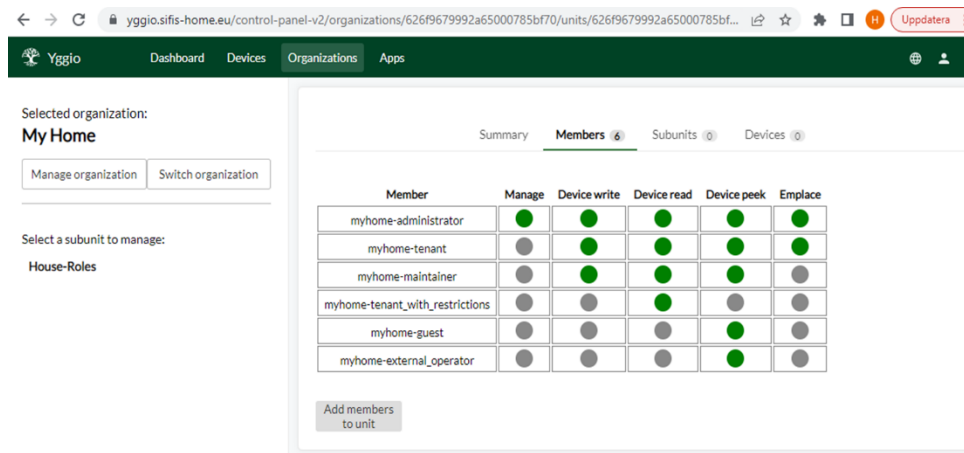 yggio.sifis-home.eu/control-panel-v2/organizations/626f9679992a65000785bf70/units/626f9679992a65000785bf... H Uppdatera
Yggio Dashboard Devices Organizations Apps
Selected organization:
My Home
Manage organization Switch organization
Select a subunit to manage:
House-Roles
Summary Members 6 Subunits 0 Devices 0
Member Manage Device write Device read Device peek Emplace
myhome-administrator
myhome-tenant
myhome-maintainer
myhome-tenant_with_restrictions
myhome-guest
myhome-external_operator
Add members
to unit